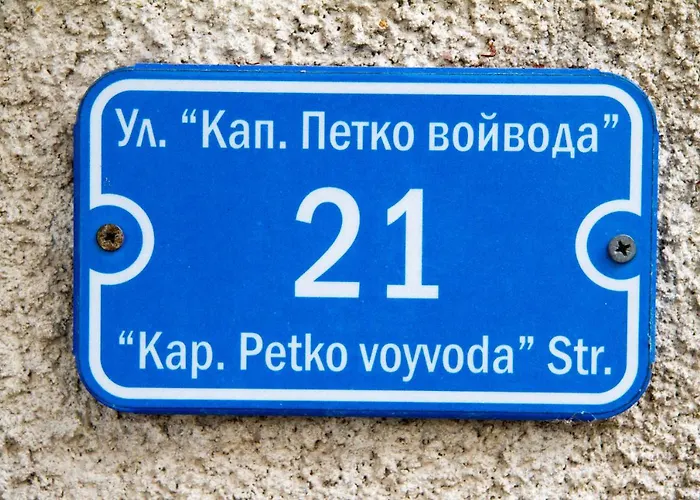 Ул. “Кап. Петко войвода”
21
“Kap. Petko voyvoda” Str.